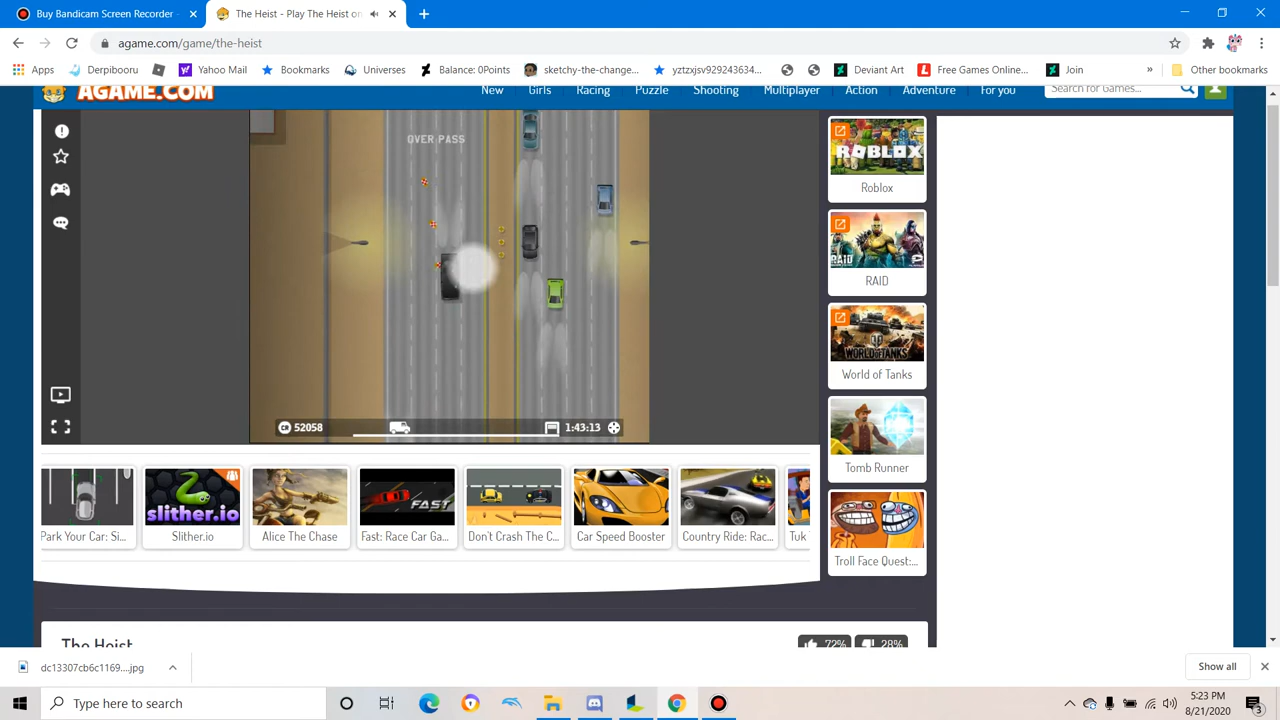 Buy Bandicam Screen Recorder -
The Heist - Play The Heist on
agame.com/game/the-heist
Apps
Derpibooru
Yahoo Mail
Bookmarks
Universes
Balance: 0Points
sketchy-the-change...
yztzxjsv929243634...
Deviant Art
Free Games Online...
Join
»
Other bookmarks
AGAME.COM
New
Girls
Racing
Puzzle
Shooting
Multiplayer
Action
Adventure
For you
Search for Games...
OVER PASS
52058
1:43:13
ROBLOX
Roblox
RAID
RAID
WORLD OF TANKS
World of Tanks
Tomb Runner
Troll Face Quest:...
Park Your Car: Si...
slither.io
Slither.io
Alice The Chase
FAST
Fast: Race Car Ga...
Don't Crash The C...
Car Speed Booster
Country Ride: Rac...
Tuk
The Heist
72%
28%
dc13307cb6c1169....jpg
Show all
Type here to search
5:23 PM
8/21/2020
3